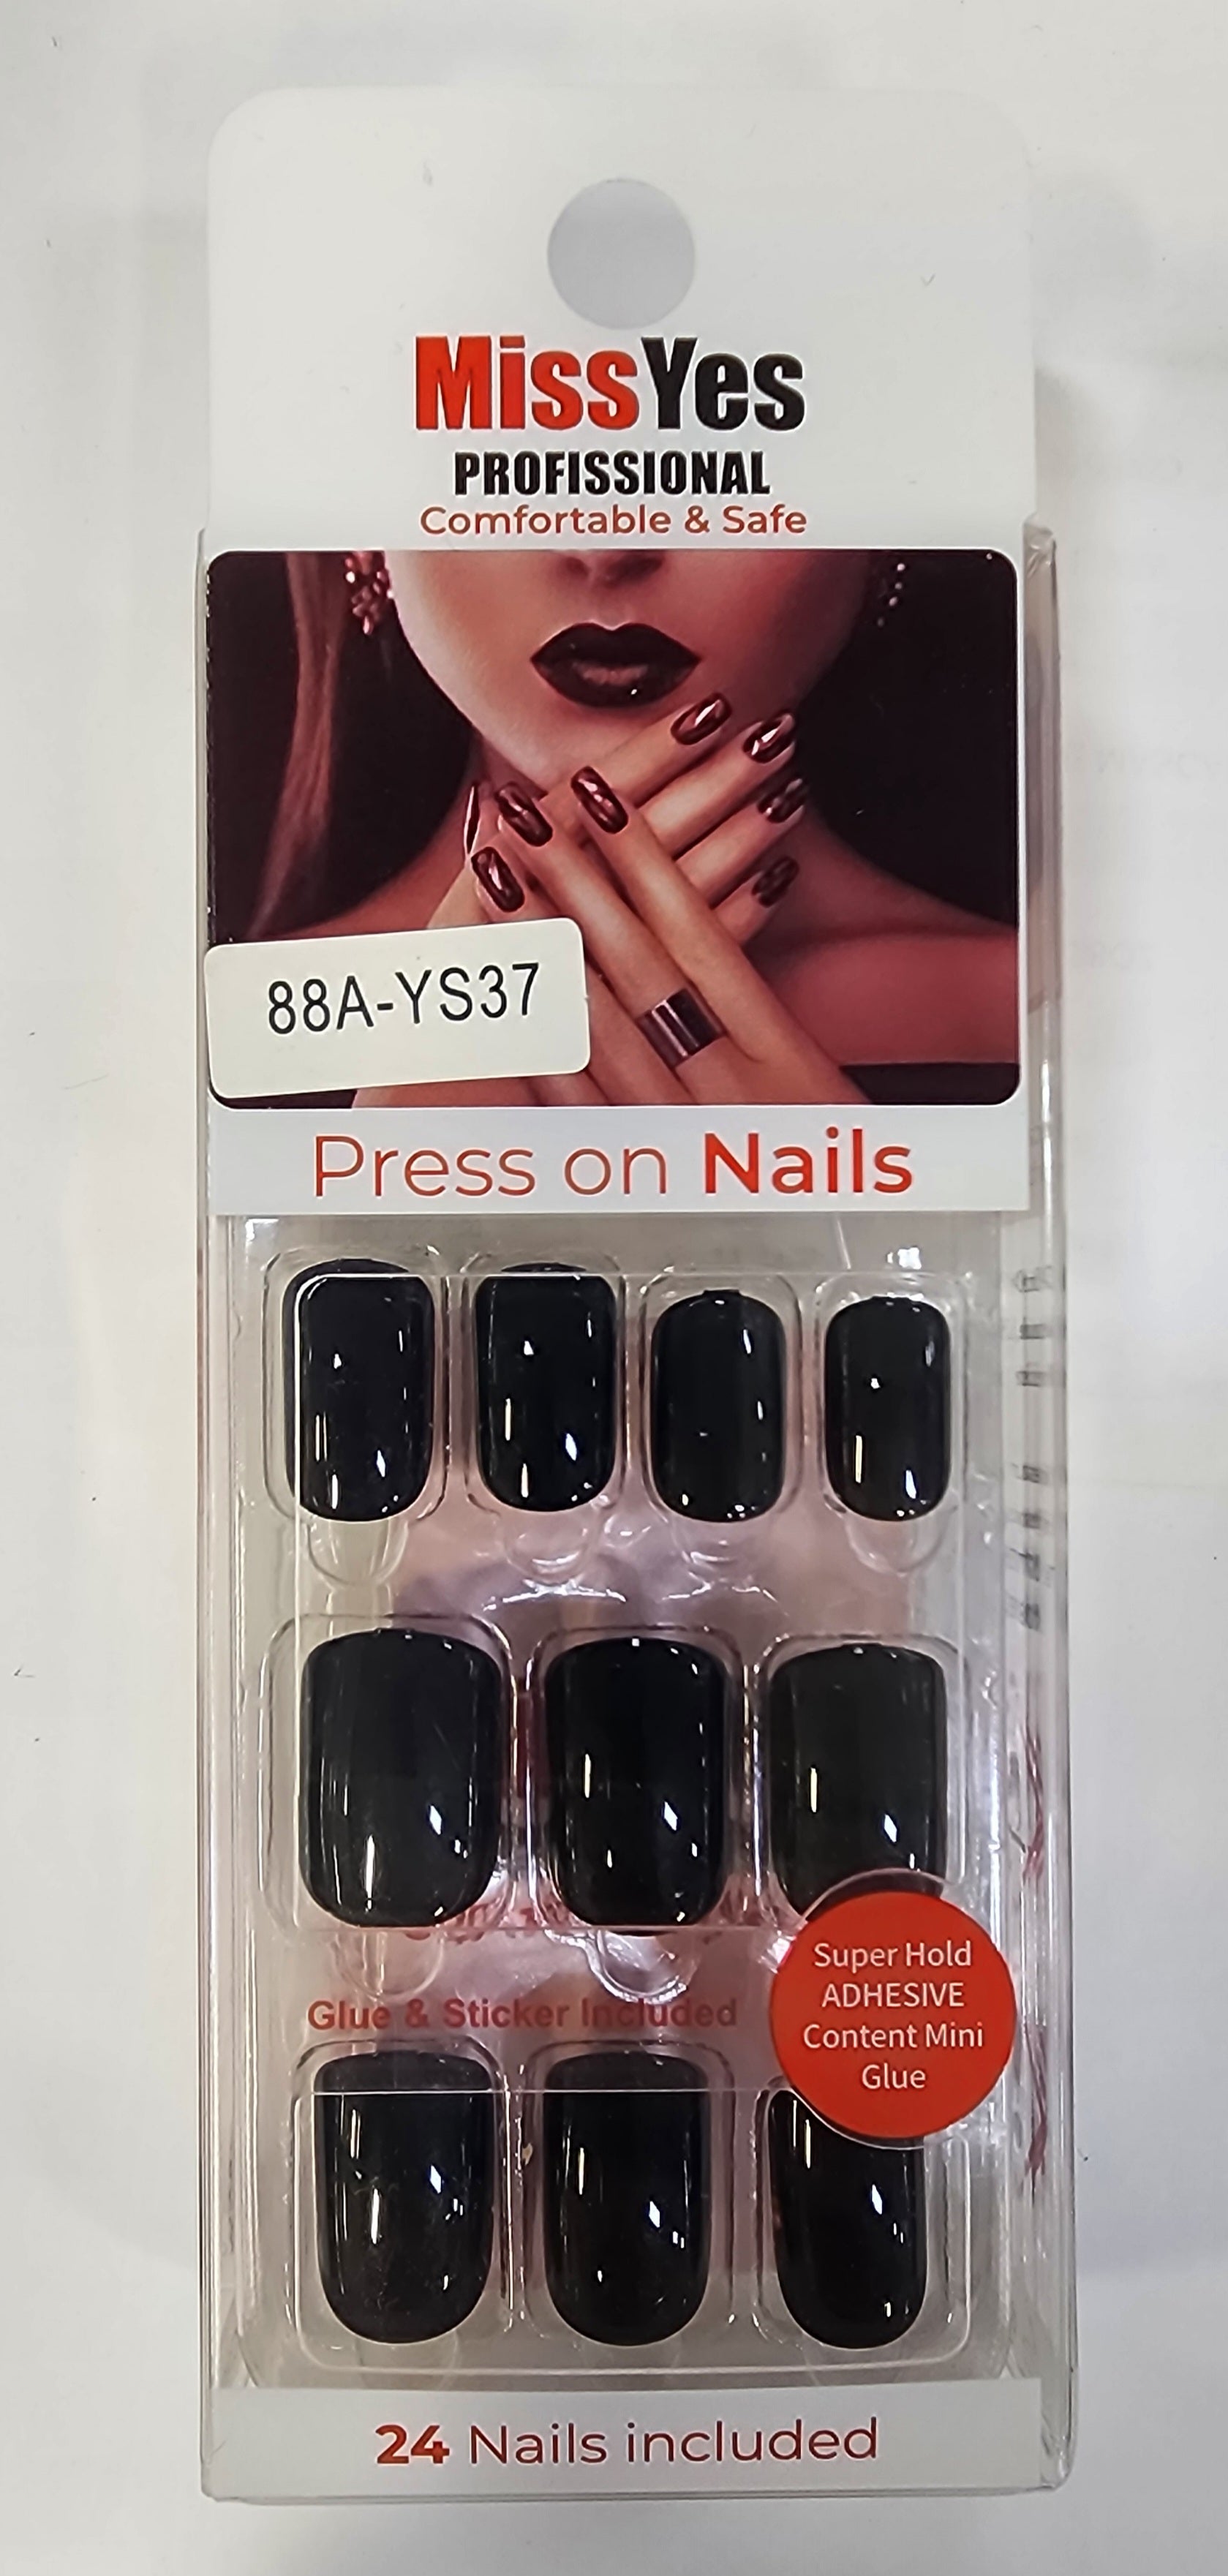 MissYes
PROFISSIONAL
Comfortable & Safe
88A-YS37
Press on Nails
Super Hold
ADHESIVE
Content Mini
Glue
Glue & Sticker Included
24 Nails included